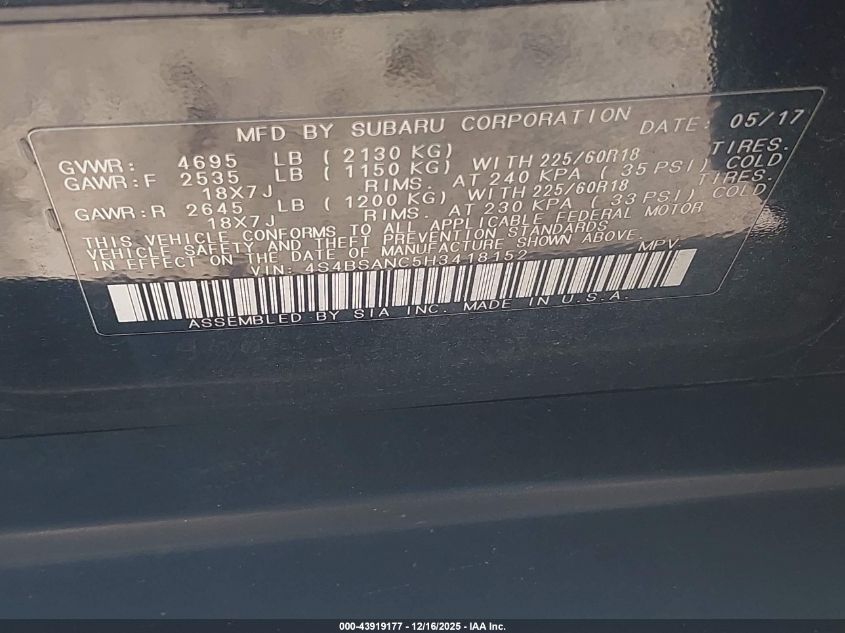 MFD BY SUBARU CORPORATION DATE: 05/17
GVWR: 4695 LB ( 2130 KG)
GAWR:F 2535 LB ( 1150 KG) WITH 225/60R18 TIRES.
18X7J RIMS. AT 240 KPA ( 35 PSI) COLD
GAWR:R 2645 LB ( 1200 KG) WITH 225/60R18 TIRES.
18X7J RIMS. AT 230 KPA ( 33 PSI) COLD
THIS VEHICLE CONFORMS TO ALL APPLICABLE FEDERAL MOTOR
VEHICLE SAFETY AND THEFT PREVENTION STANDARDS
IN EFFECT ON THE DATE OF MANUFACTURE SHOWN ABOVE.
VIN: 4S4BSANC5H3418152 MPV
ASSEMBLED BY SIA INC. MADE IN U.S.A.
000-43919177 - 12/16/2025 - IAA Inc.